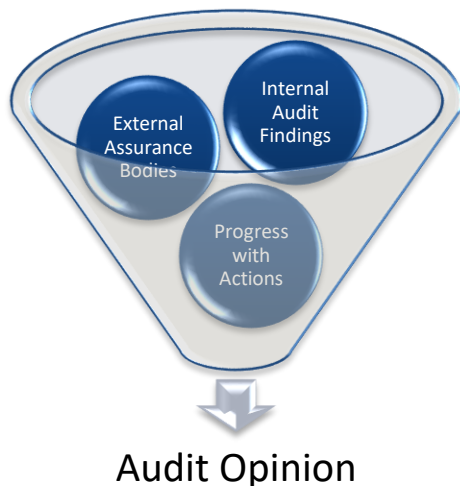 Internal
Audit
Findings
External
Assurance
Bodies
Progress
with
Actions
Audit Opinion